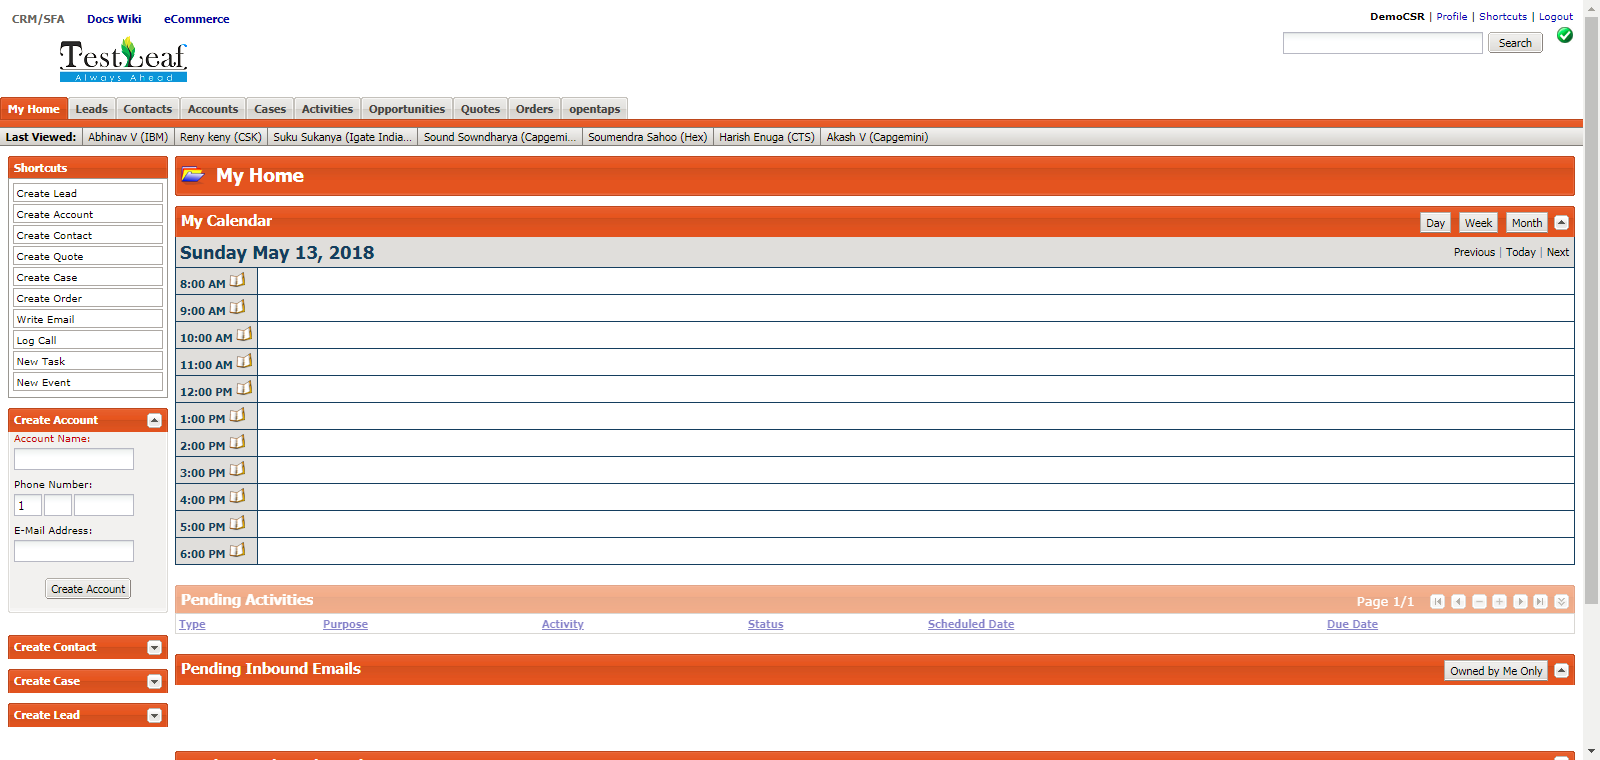 CRM/SFA Docs Wiki eCommerce
DemoCSR | Profile | Shortcuts | Logout
TestLeaf
Always Ahead
Search
My Home Leads Contacts Accounts Cases Activities Opportunities Quotes Orders opentaps
Last Viewed: Abhinav V (IBM) Reny keny (CSK) Suku Sukanya (Igate India... Sound Sowndharya (Capgemi... Soumendra Sahoo (Hex) Harish Enuga (CTS) Akash V (Capgemini)
Shortcuts
Create Lead
Create Account
Create Contact
Create Quote
Create Case
Create Order
Write Email
Log Call
New Task
New Event
Create Account
Account Name:
Phone Number:
1
E-Mail Address:
Create Account
Create Contact
Create Case
Create Lead
My Home
My Calendar
Day Week Month
Sunday May 13, 2018
Previous | Today | Next
8:00 AM
9:00 AM
10:00 AM
11:00 AM
12:00 PM
1:00 PM
2:00 PM
3:00 PM
4:00 PM
5:00 PM
6:00 PM
Pending Activities
Page 1/1
Type Purpose Activity Status Scheduled Date Due Date
Pending Inbound Emails
Owned by Me Only